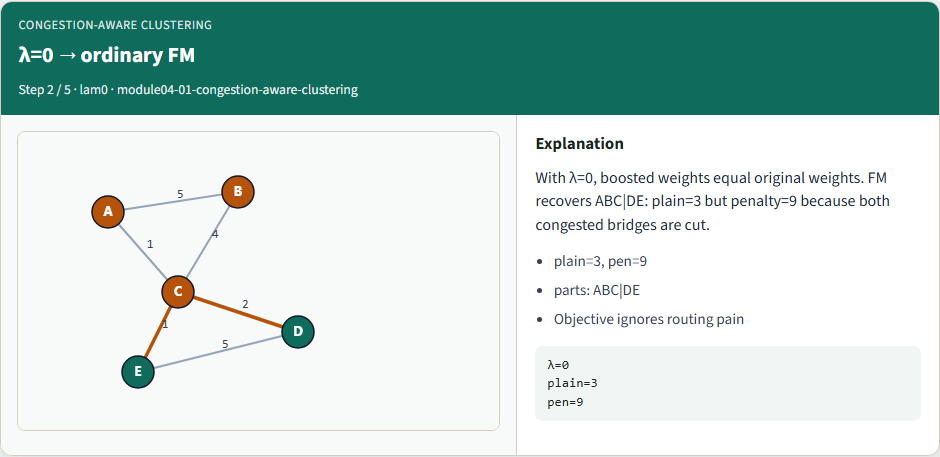 CONGESTION-AWARE CLUSTERING
λ=0 → ordinary FM
Step 2 / 5 · lam0 · module04-01-congestion-aware-clustering
A
B
C
D
E
5
1
4
2
1
5
Explanation
With λ=0, boosted weights equal original weights. FM
recovers ABC|DE: plain=3 but penalty=9 because both
congested bridges are cut.
• plain=3, pen=9
• parts: ABC|DE
• Objective ignores routing pain
λ=0
plain=3
pen=9